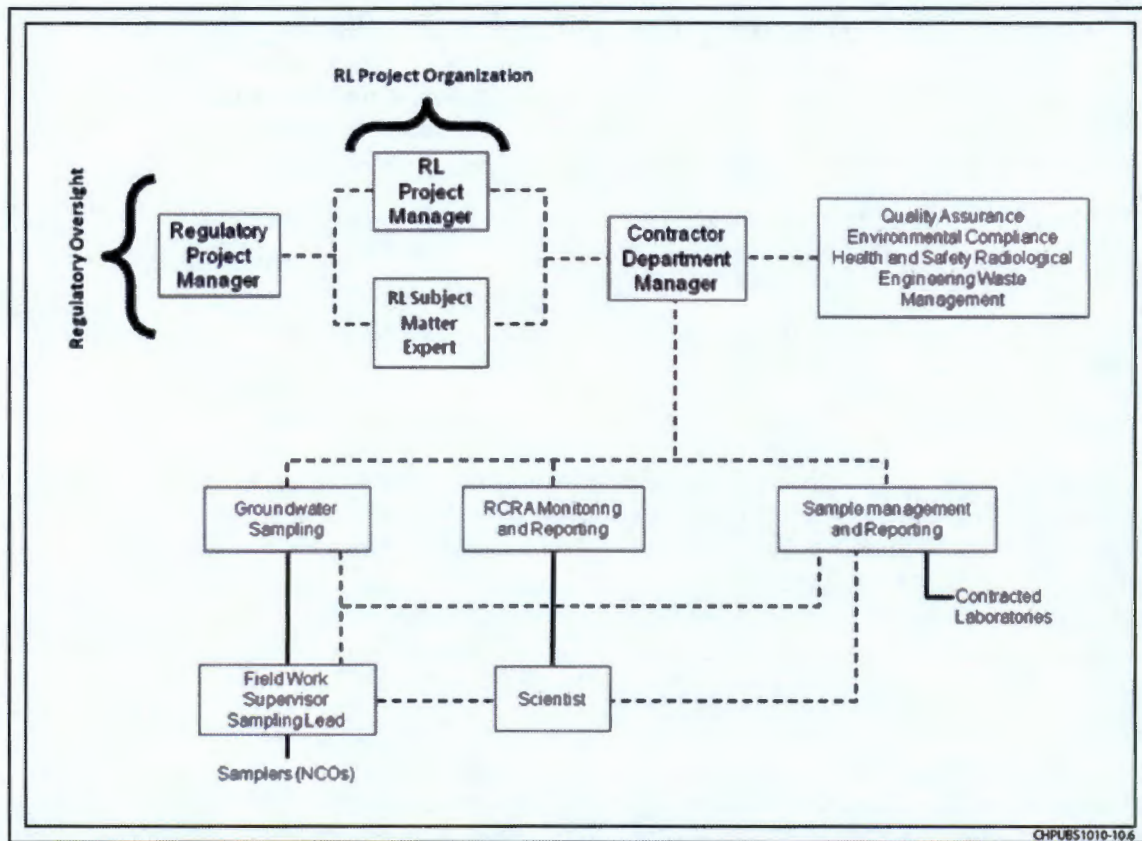 RL Project Organization
Regulatory Oversight
Regulatory
Project
Manager
RL
Project
Manager
RL Subject
Matter
Expert
Contractor
Department
Manager
Quality Assurance
Environmental Compliance
Health and Safety Radiological
Engineering Waste
Management
Groundwater
Sampling
RCRA Monitoring
and Reporting
Sample management
and Reporting
Contracted
Laboratories
Field Work
Supervisor
Sampling Lead
Scientist
Samplers (NCOs)
CHPUBS1010-10.6